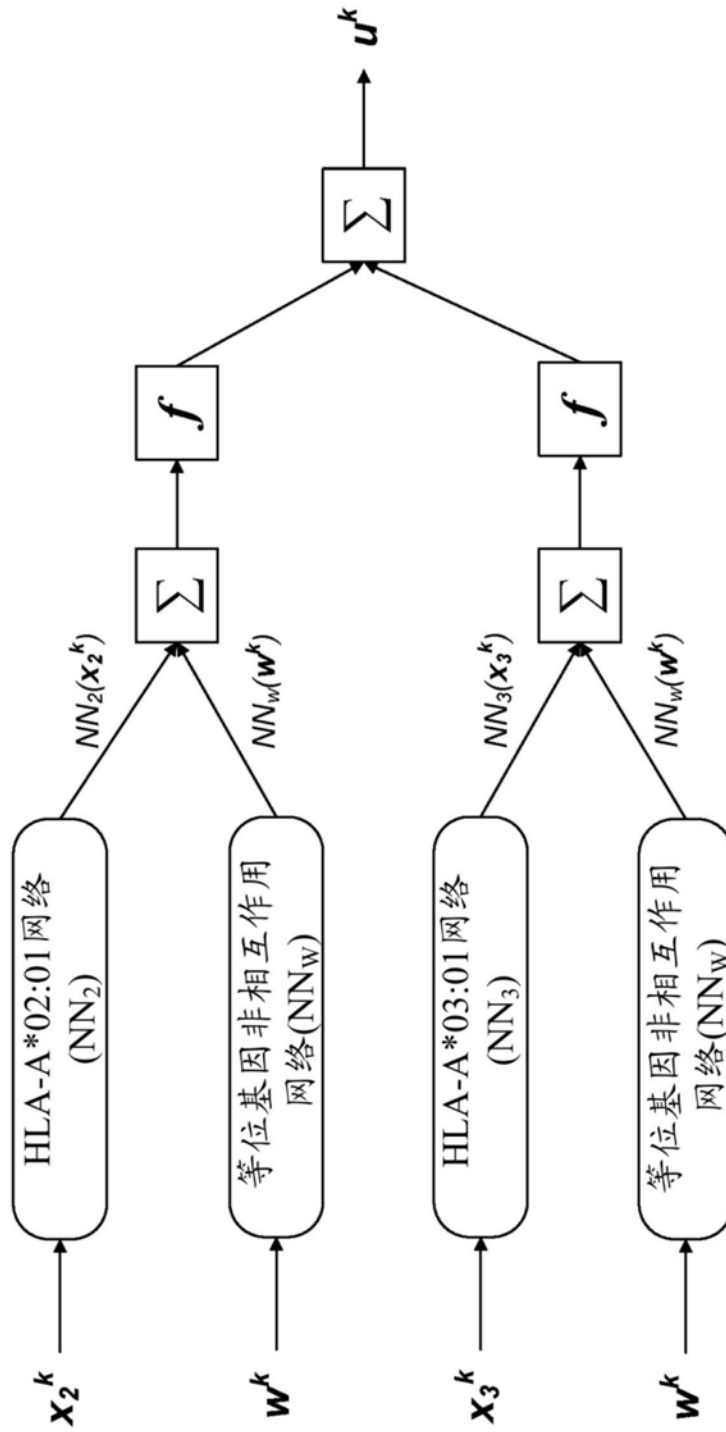 x₂ᵏ
HLA-A*02:01网络
(NN₂)
NN₂(x₂ᵏ)
wᵏ
等位基因非相互作用
网络(NN_W)
NN_w(wᵏ)
Σ
f
x₃ᵏ
HLA-A*03:01网络
(NN₃)
NN₃(x₃ᵏ)
wᵏ
等位基因非相互作用
网络(NN_W)
NN_w(wᵏ)
Σ
f
Σ
uᵏ